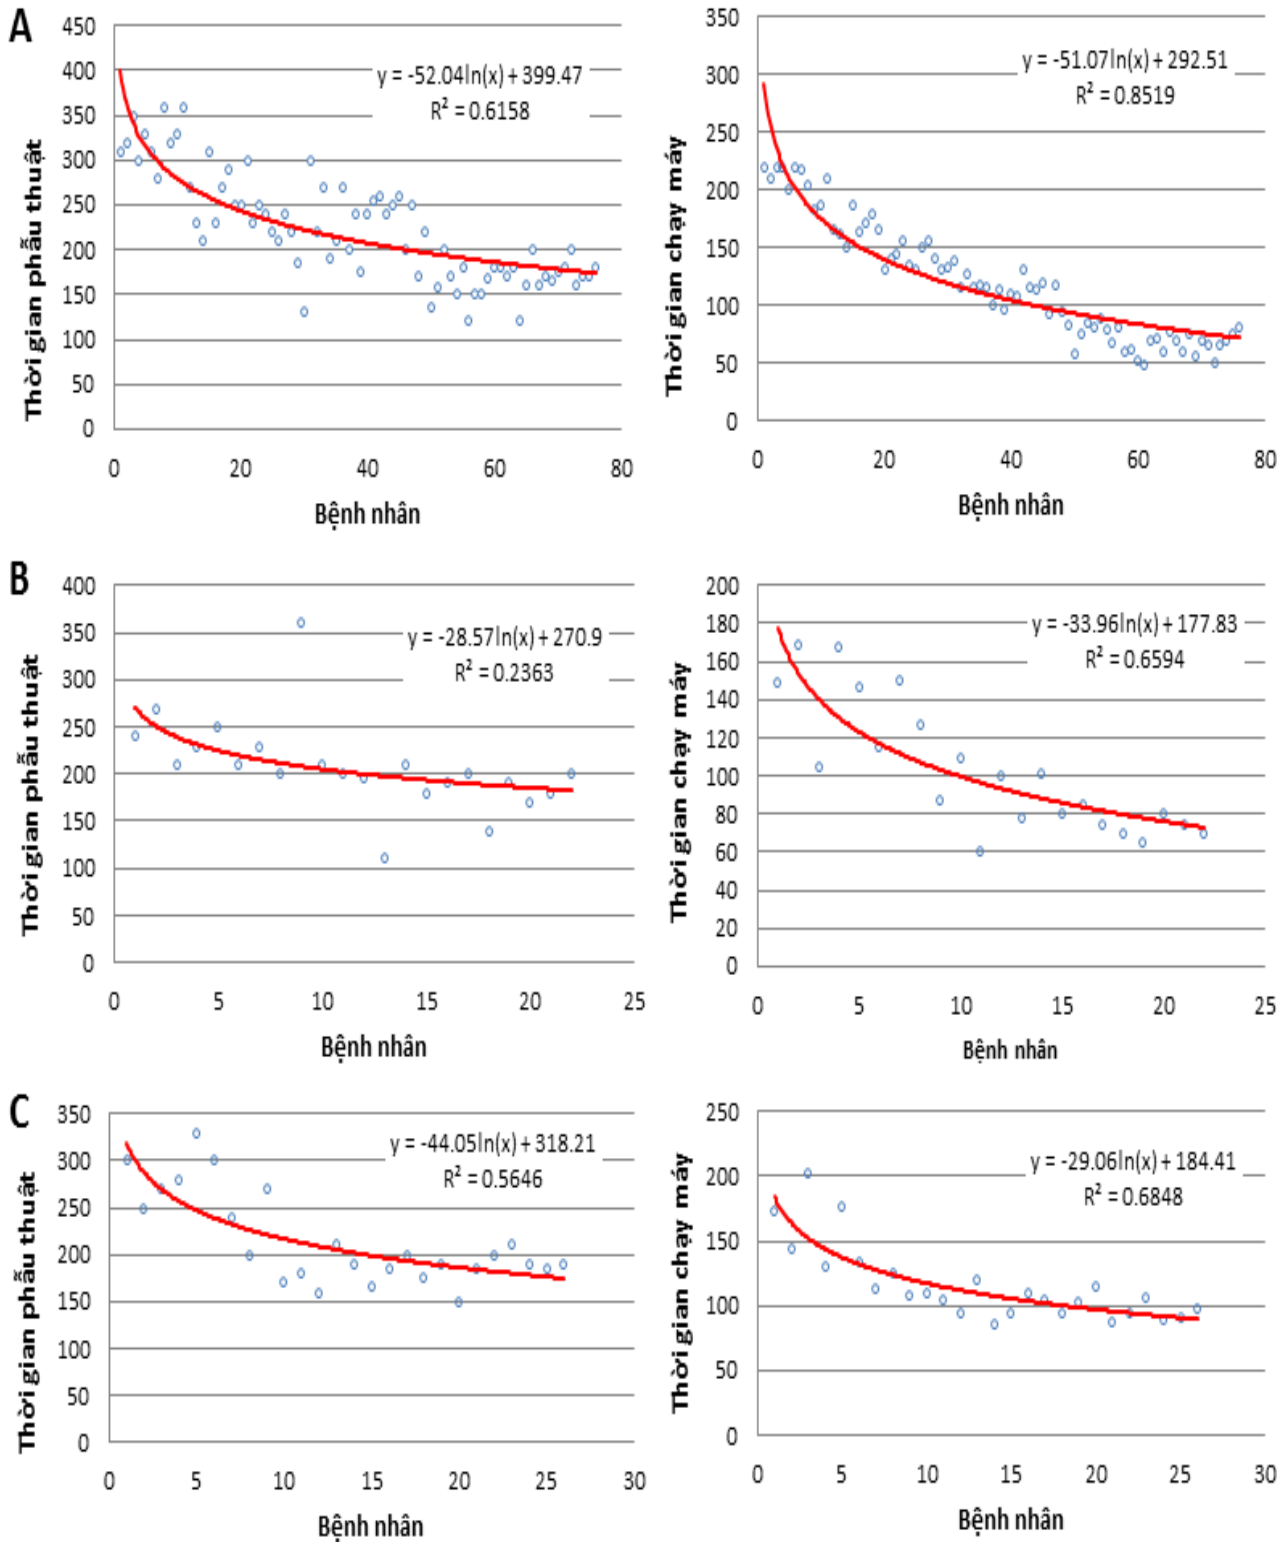 A
Thời gian phẫu thuật
450
400
350
300
250
200
150
100
50
0
y = -52.04ln(x) + 399.47
R² = 0.6158
0 20 40 60 80
Bệnh nhân
Thời gian chạy máy
350
300
250
200
150
100
50
0
y = -51.07ln(x) + 292.51
R² = 0.8519
0 20 40 60 80
Bệnh nhân
B
Thời gian phẫu thuật
400
350
300
250
200
150
100
50
0
y = -28.57ln(x) + 270.9
R² = 0.2363
0 5 10 15 20 25
Bệnh nhân
Thời gian chạy máy
200
180
160
140
120
100
80
60
40
20
0
y = -33.96ln(x) + 177.83
R² = 0.6594
0 5 10 15 20 25
Bệnh nhân
C
Thời gian phẫu thuật
350
300
250
200
150
100
50
0
y = -44.05ln(x) + 318.21
R² = 0.5646
0 5 10 15 20 25 30
Bệnh nhân
Thời gian chạy máy
250
200
150
100
50
0
y = -29.06ln(x) + 184.41
R² = 0.6848
0 5 10 15 20 25 30
Bệnh nhân